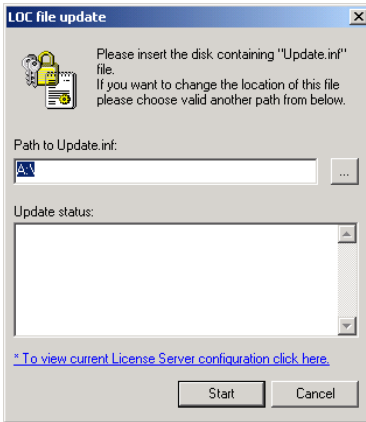 LOC file update
Please insert the disk containing "Update.inf"
file.
If you want to change the location of this file
please choose valid another path from below.
Path to Update.inf:
A:\
...
Update status:
* To view current License Server configuration click here.
Start
Cancel